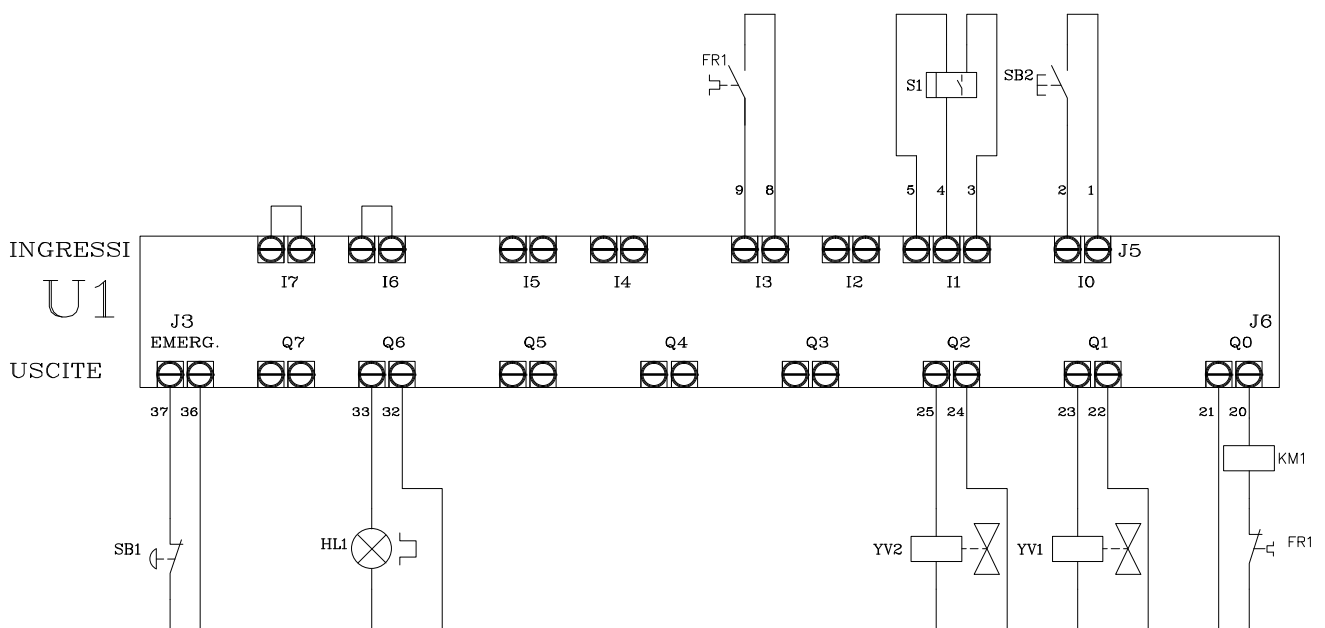 FR1
S1
SB2
9 8 5 4 3 2 1
INGRESSI
J5
I7 I6 I5 I4 I3 I2 I1 I0
U1
J3 J6
EMERG. Q7 Q6 Q5 Q4 Q3 Q2 Q1 Q0
USCITE
37 36 33 32 25 24 23 22 21 20
KM1
SB1 HL1 YV2 YV1 FR1